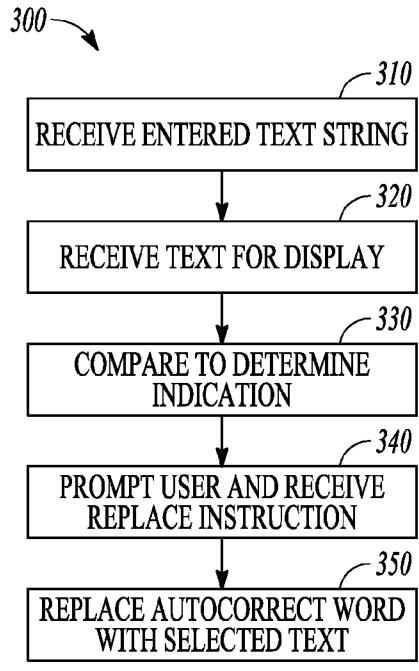 300
310
RECEIVE ENTERED TEXT STRING
320
RECEIVE TEXT FOR DISPLAY
330
COMPARE TO DETERMINE
INDICATION
340
PROMPT USER AND RECEIVE
REPLACE INSTRUCTION
350
REPLACE AUTOCORRECT WORD
WITH SELECTED TEXT